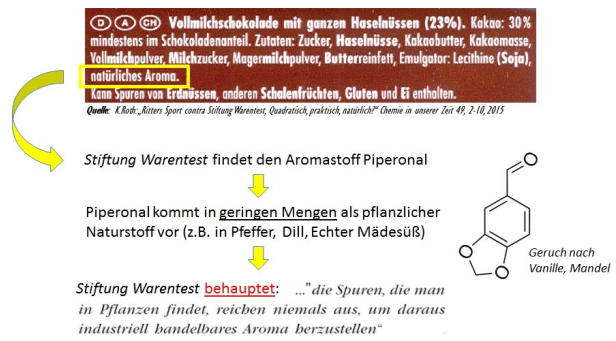 D A CH Vollmilchschokolade mit ganzen Haselnüssen (23%). Kakao: 30%
mindestens im Schokoladenanteil. Zutaten: Zucker, Haselnüsse, Kakaobutter, Kakaomasse,
Vollmilchpulver, Milchzucker, Magermilchpulver, Butterreinfett, Emulgator: Lecithine (Soja),
natürliches Aroma.
Kann Spuren von Erdnüssen, anderen Schalenfrüchten, Gluten und Ei enthalten.
Quelle: K.Roth: „Ritters Sport contra Stiftung Warentest, Quadratisch, praktisch, natürlich?“ Chemie in unserer Zeit 49, 2-10, 2015
Stiftung Warentest findet den Aromastoff Piperonal
Piperonal kommt in geringen Mengen als pflanzlicher
Naturstoff vor (z.B. in Pfeffer, Dill, Echter Mädesüß)
O
O
O
Geruch nach
Vanille, Mandel
Stiftung Warentest behauptet: ..."die Spuren, die man
in Pflanzen findet, reichen niemals aus, um daraus
industriell handelbares Aroma herzustellen“